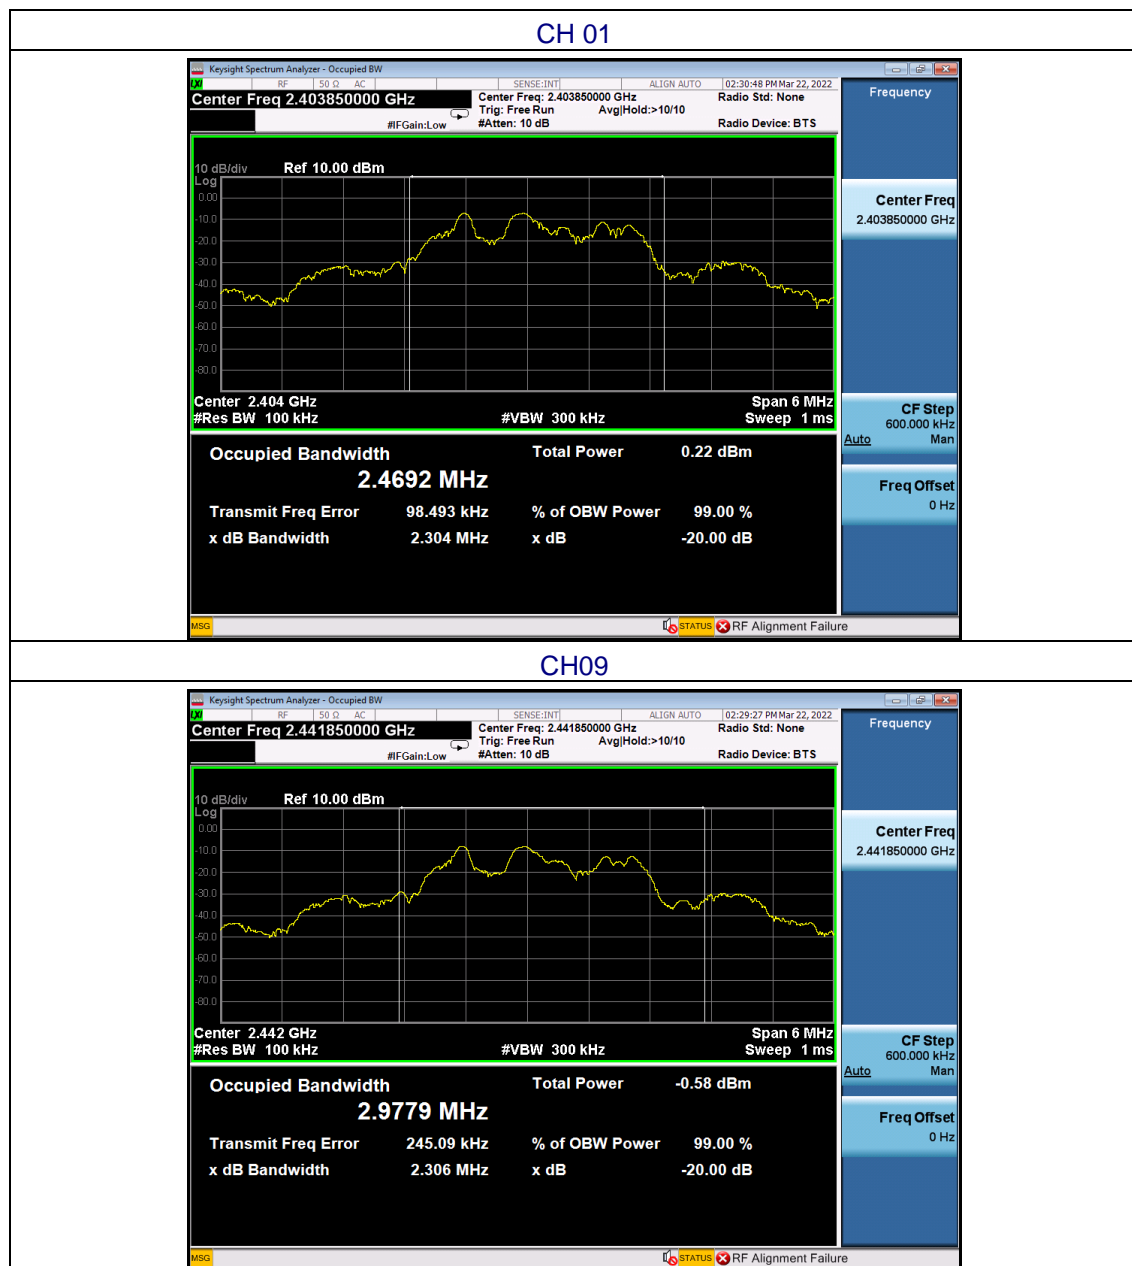 CH 01
Keysight Spectrum Analyzer - Occupied BW
LXI RF 50 Ω AC SENSE:INT ALIGN AUTO 02:30:48 PM Mar 22, 2022
Center Freq 2.403850000 GHz Center Freq: 2.403850000 GHz Radio Std: None
Trig: Free Run Avg|Hold:>10/10
#IFGain:Low #Atten: 10 dB Radio Device: BTS
Frequency
10 dB/div Ref 10.00 dBm
Log
0.00
-10.0
-20.0
-30.0
-40.0
-50.0
-60.0
-70.0
-80.0
Center 2.404 GHz Span 6 MHz
#Res BW 100 kHz #VBW 300 kHz Sweep 1 ms
Center Freq
2.403850000 GHz
CF Step
600.000 kHz
Auto Man
Freq Offset
0 Hz
Occupied Bandwidth Total Power 0.22 dBm
2.4692 MHz
Transmit Freq Error 98.493 kHz % of OBW Power 99.00 %
x dB Bandwidth 2.304 MHz x dB -20.00 dB
MSG STATUS RF Alignment Failure
CH09
Keysight Spectrum Analyzer - Occupied BW
LXI RF 50 Ω AC SENSE:INT ALIGN AUTO 02:29:27 PM Mar 22, 2022
Center Freq 2.441850000 GHz Center Freq: 2.441850000 GHz Radio Std: None
Trig: Free Run Avg|Hold:>10/10
#IFGain:Low #Atten: 10 dB Radio Device: BTS
Frequency
10 dB/div Ref 10.00 dBm
Log
0.00
-10.0
-20.0
-30.0
-40.0
-50.0
-60.0
-70.0
-80.0
Center 2.442 GHz Span 6 MHz
#Res BW 100 kHz #VBW 300 kHz Sweep 1 ms
Center Freq
2.441850000 GHz
CF Step
600.000 kHz
Auto Man
Freq Offset
0 Hz
Occupied Bandwidth Total Power -0.58 dBm
2.9779 MHz
Transmit Freq Error 245.09 kHz % of OBW Power 99.00 %
x dB Bandwidth 2.306 MHz x dB -20.00 dB
MSG STATUS RF Alignment Failure